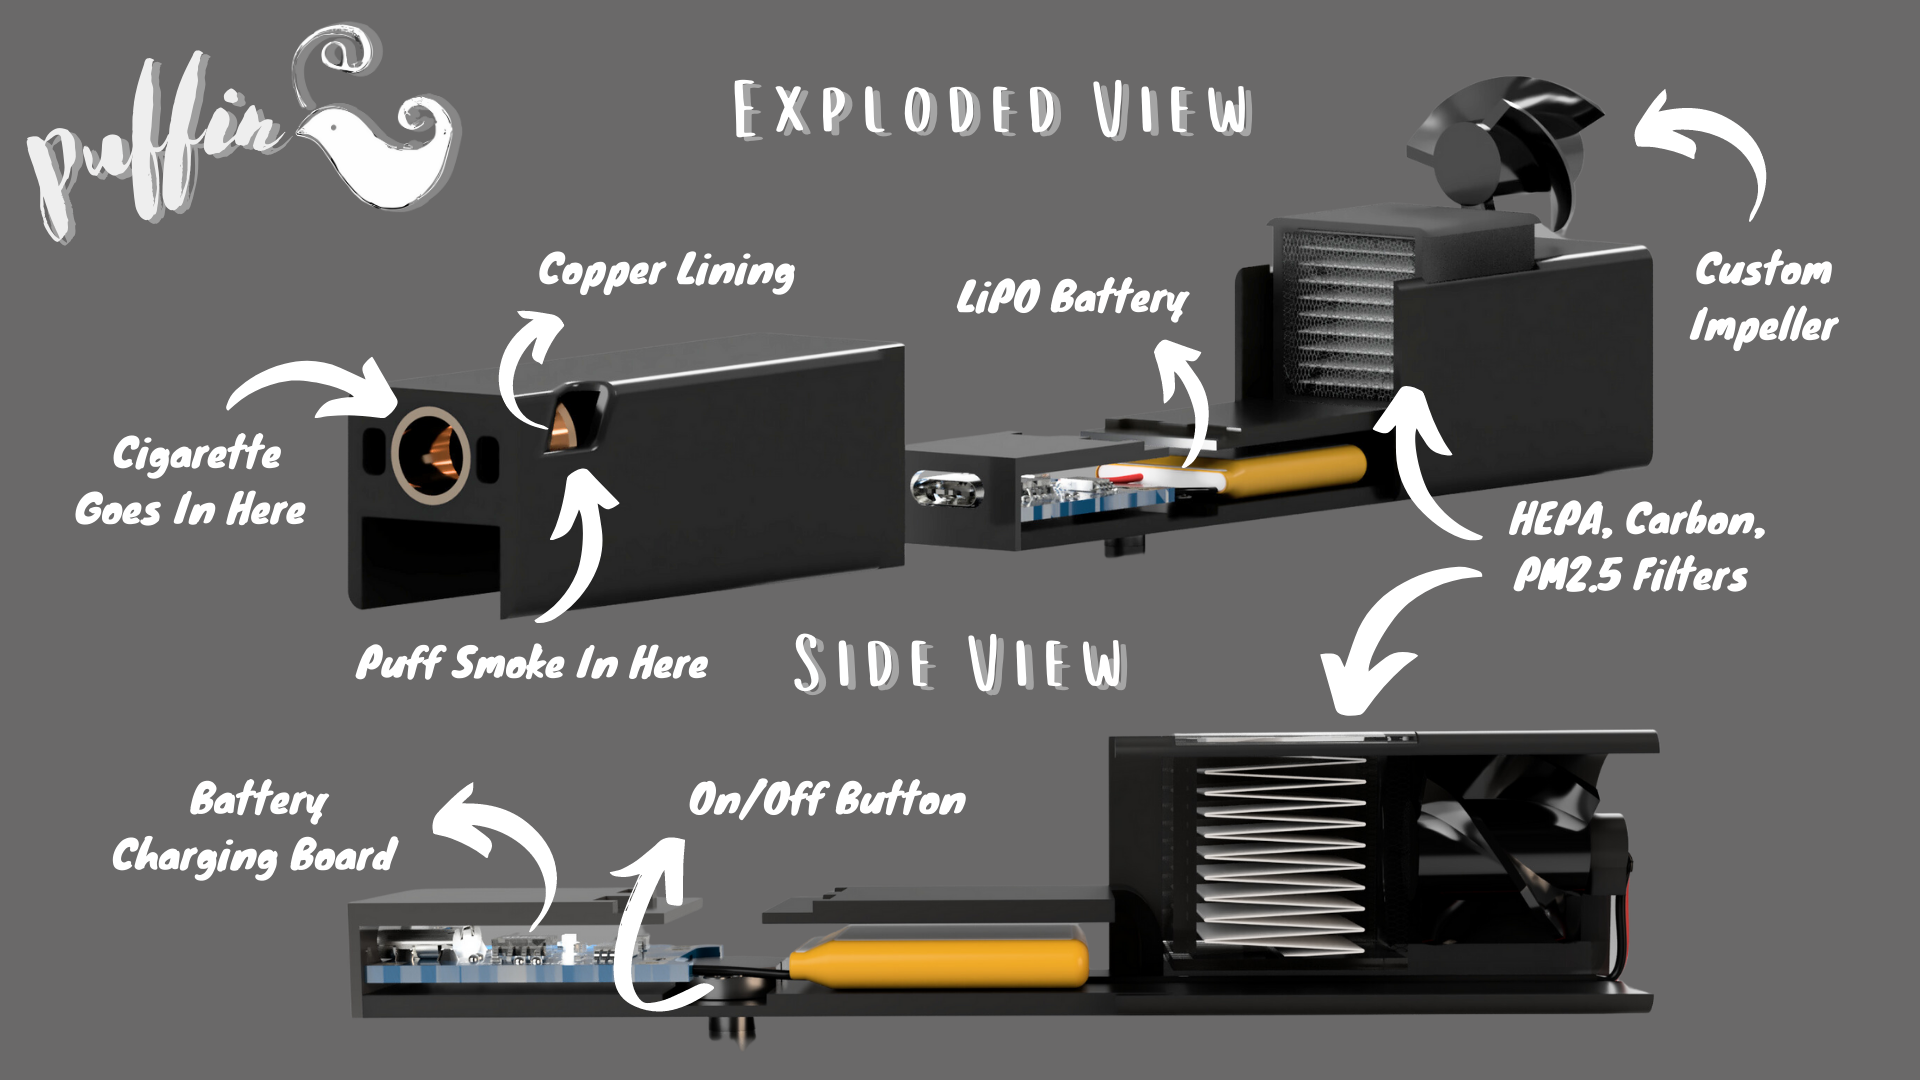 puffin
Exploded View
Copper Lining
LiPO Battery
Custom
Impeller
Cigarette
Goes In Here
HEPA, Carbon,
PM2.5 Filters
Puff Smoke In Here
Side View
Battery
Charging Board
On/Off Button